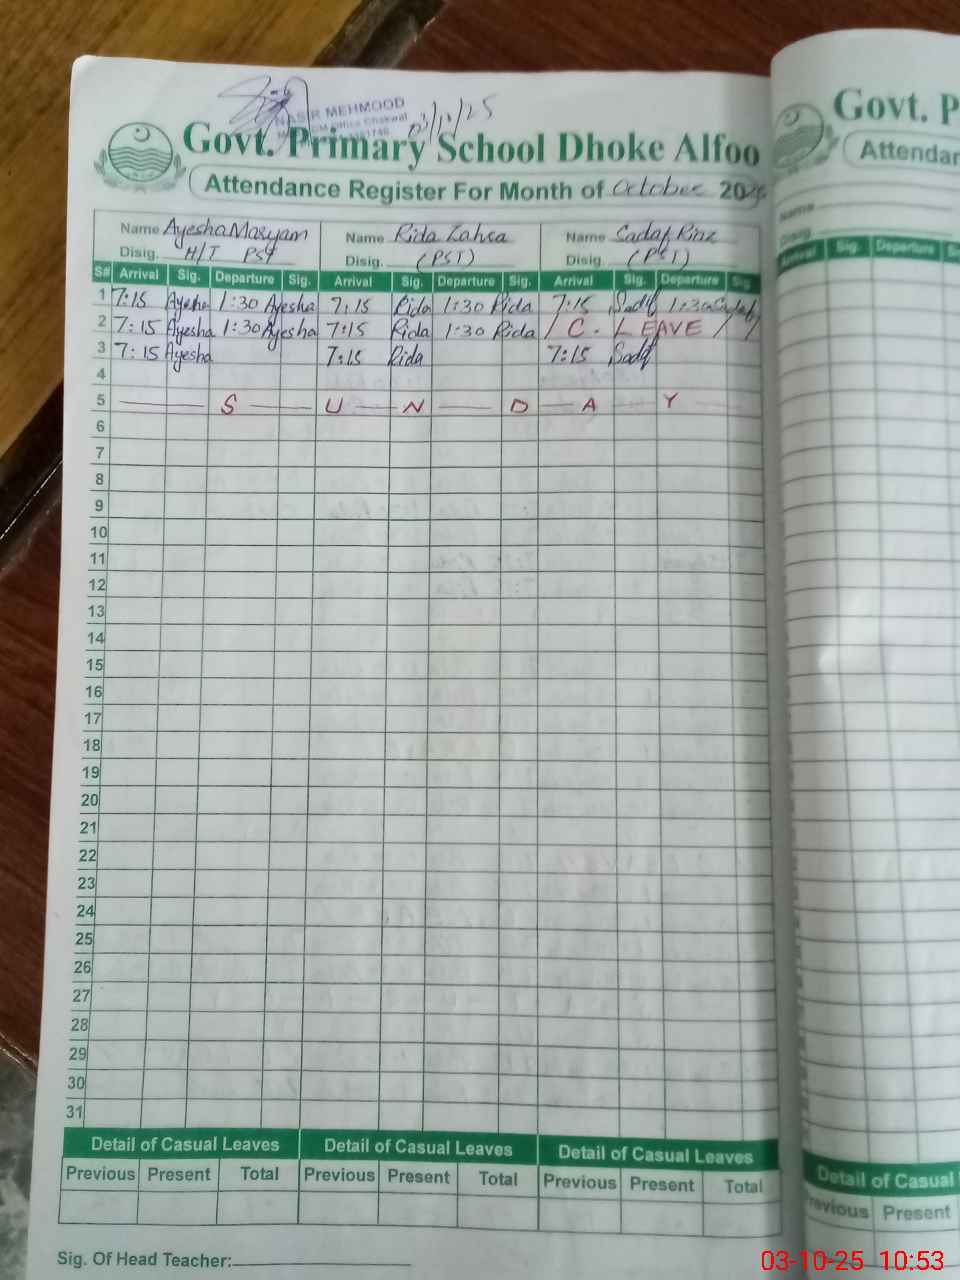 NASIR MEHMOOD
03/10/25
Govt. Primary School Dhoke Alfoo
Attendance Register For Month of October 2025
Name Ayesha Maryam Name Rida Zahra Name Sadaf Riaz
Disig. H/T PST Disig. (PST) Disig. (PST)
S# Arrival Sig. Departure Sig. Arrival Sig. Departure Sig. Arrival Sig. Departure Sig
1 7:15 Ayesha 1:30 Ayesha 7:15 Rida 1:30 Rida 7:15 Sadaf 1:30 Sadaf
2 7:15 Ayesha 1:30 Ayesha 7:15 Rida 1:30 Rida / C. LEAVE / /
3 7:15 Ayesha 7:15 Rida 7:15 Sadaf
4
5 S U N D A Y
6
7
8
9
10
11
12
13
14
15
16
17
18
19
20
21
22
23
24
25
26
27
28
29
30
31
Detail of Casual Leaves Detail of Casual Leaves Detail of Casual Leaves
Previous Present Total Previous Present Total Previous Present Total
Sig. Of Head Teacher:
Govt. P
Attendar
Name
Disig.
Arrival Sig. Departure
Detail of Casual
revious Present
03-10-25 10:53